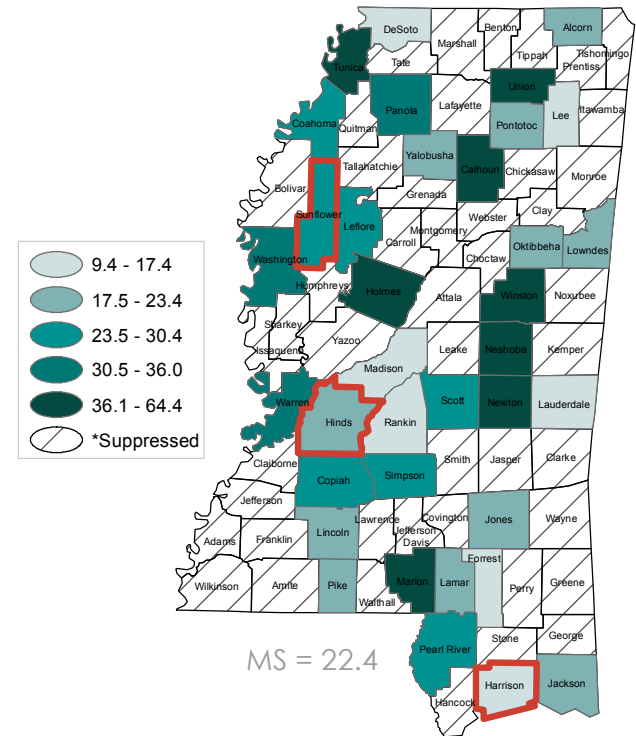 DeSoto
Benton
Alcorn
Marshall
Tippah
Tishomingo
Prentiss
Tunica
Tate
Union
Panola
Lafayette
Lee
Itawamba
Coahoma
Quitman
Pontotoc
Yalobusha
Tallahatchie
Calhoun
Chickasaw
Monroe
Bolivar
Grenada
Sunflower
Leflore
Webster
Clay
Montgomery
Carroll
Oktibbeha
Lowndes
Washington
Choctaw
Humphreys
Holmes
Attala
Winston
Noxubee
Sharkey
Issaquena
Yazoo
Leake
Neshoba
Kemper
Madison
Warren
Hinds
Rankin
Scott
Newton
Lauderdale
Claiborne
Copiah
Simpson
Smith
Jasper
Clarke
Jefferson
Lawrence
Covington
Jones
Wayne
Adams
Franklin
Lincoln
Jefferson
Davis
Forrest
Wilkinson
Amite
Pike
Walthall
Marion
Lamar
Perry
Greene
Stone
George
Pearl River
Hancock
Harrison
Jackson
9.4 - 17.4
17.5 - 23.4
23.5 - 30.4
30.5 - 36.0
36.1 - 64.4
*Suppressed
MS = 22.4